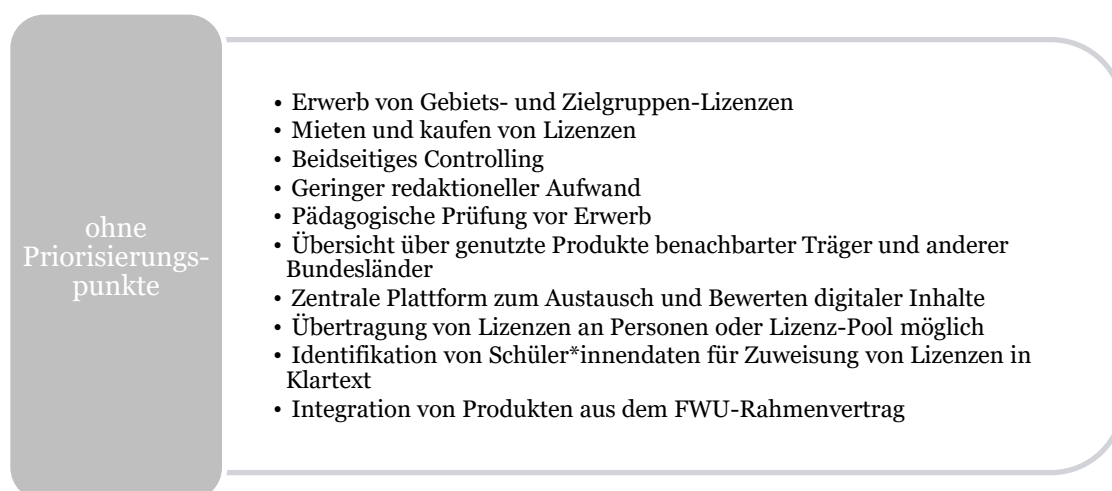 ohne
Priorisierungs-
punkte
• Erwerb von Gebiets- und Zielgruppen-Lizenzen
• Mieten und kaufen von Lizenzen
• Beidseitiges Controlling
• Geringer redaktioneller Aufwand
• Pädagogische Prüfung vor Erwerb
• Übersicht über genutzte Produkte benachbarter Träger und anderer
Bundesländer
• Zentrale Plattform zum Austausch und Bewerten digitaler Inhalte
• Übertragung von Lizenzen an Personen oder Lizenz-Pool möglich
• Identifikation von Schüler*innendaten für Zuweisung von Lizenzen in
Klartext
• Integration von Produkten aus dem FWU-Rahmenvertrag